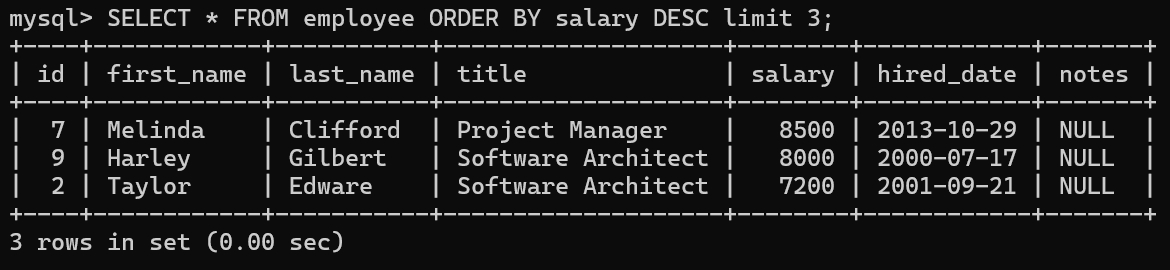 mysql> SELECT * FROM employee ORDER BY salary DESC limit 3;
+----+------------+-----------+--------------------+--------+------------+-------+
| id | first_name | last_name | title              | salary | hired_date | notes |
+----+------------+-----------+--------------------+--------+------------+-------+
|  7 | Melinda    | Clifford  | Project Manager    |   8500 | 2013-10-29 | NULL  |
|  9 | Harley     | Gilbert   | Software Architect |   8000 | 2000-07-17 | NULL  |
|  2 | Taylor     | Edware    | Software Architect |   7200 | 2001-09-21 | NULL  |
+----+------------+-----------+--------------------+--------+------------+-------+
3 rows in set (0.00 sec)